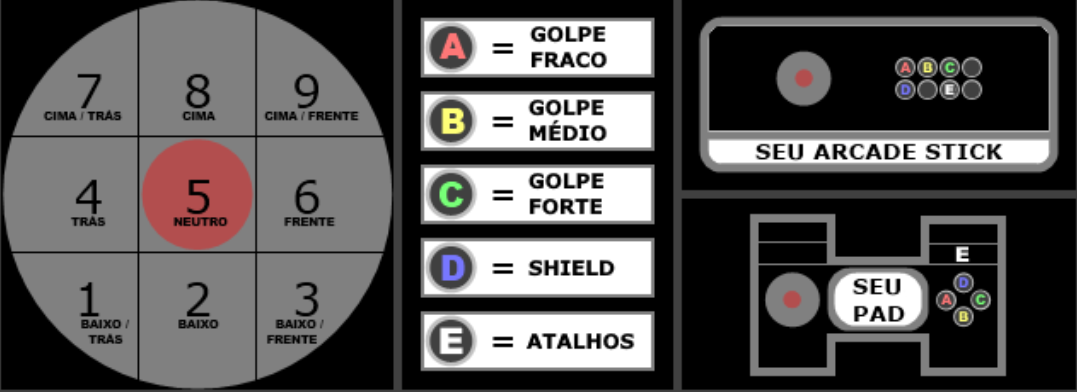 7
CIMA / TRÁS
8
CIMA
9
CIMA / FRENTE
4
TRÁS
5
NEUTRO
6
FRENTE
1
BAIXO /
TRÁS
2
BAIXO
3
BAIXO /
FRENTE
A = GOLPE
FRACO
B = GOLPE
MÉDIO
C = GOLPE
FORTE
D = SHIELD
E = ATALHOS
A B C
D E
SEU ARCADE STICK
E
SEU
PAD
D
A C
B